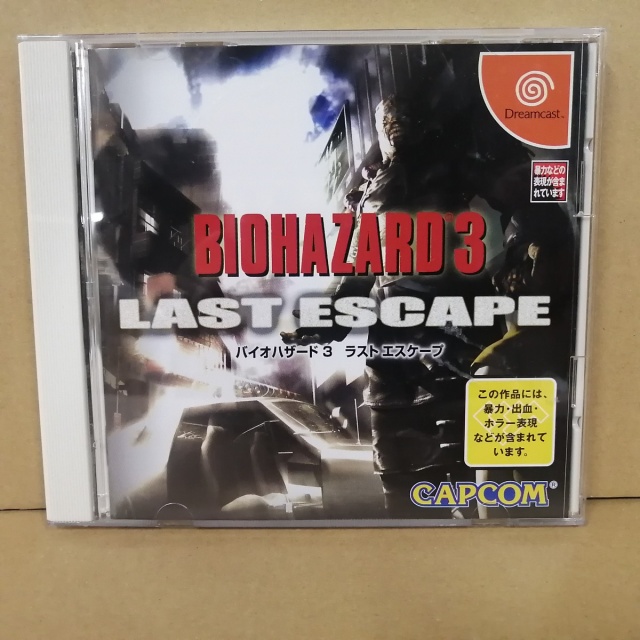 Dreamcast™
暴力などの
表現が含ま
れています
BIOHAZARD™3
LAST ESCAPE
バイオハザード3 ラスト エスケープ
この作品には、
暴力・出血・
ホラー表現
などが含まれて
います。
CAPCOM®